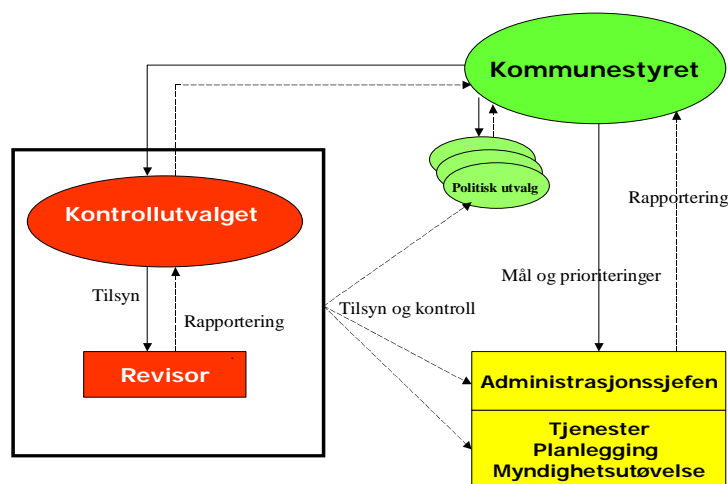 Kommunestyret
Politisk utvalg
Kontrollutvalget
Rapportering
Tilsyn
Mål og prioriteringer
Rapportering
Tilsyn og kontroll
Revisor
Administrasjonssjefen
Tjenester
Planlegging
Myndighetsutøvelse